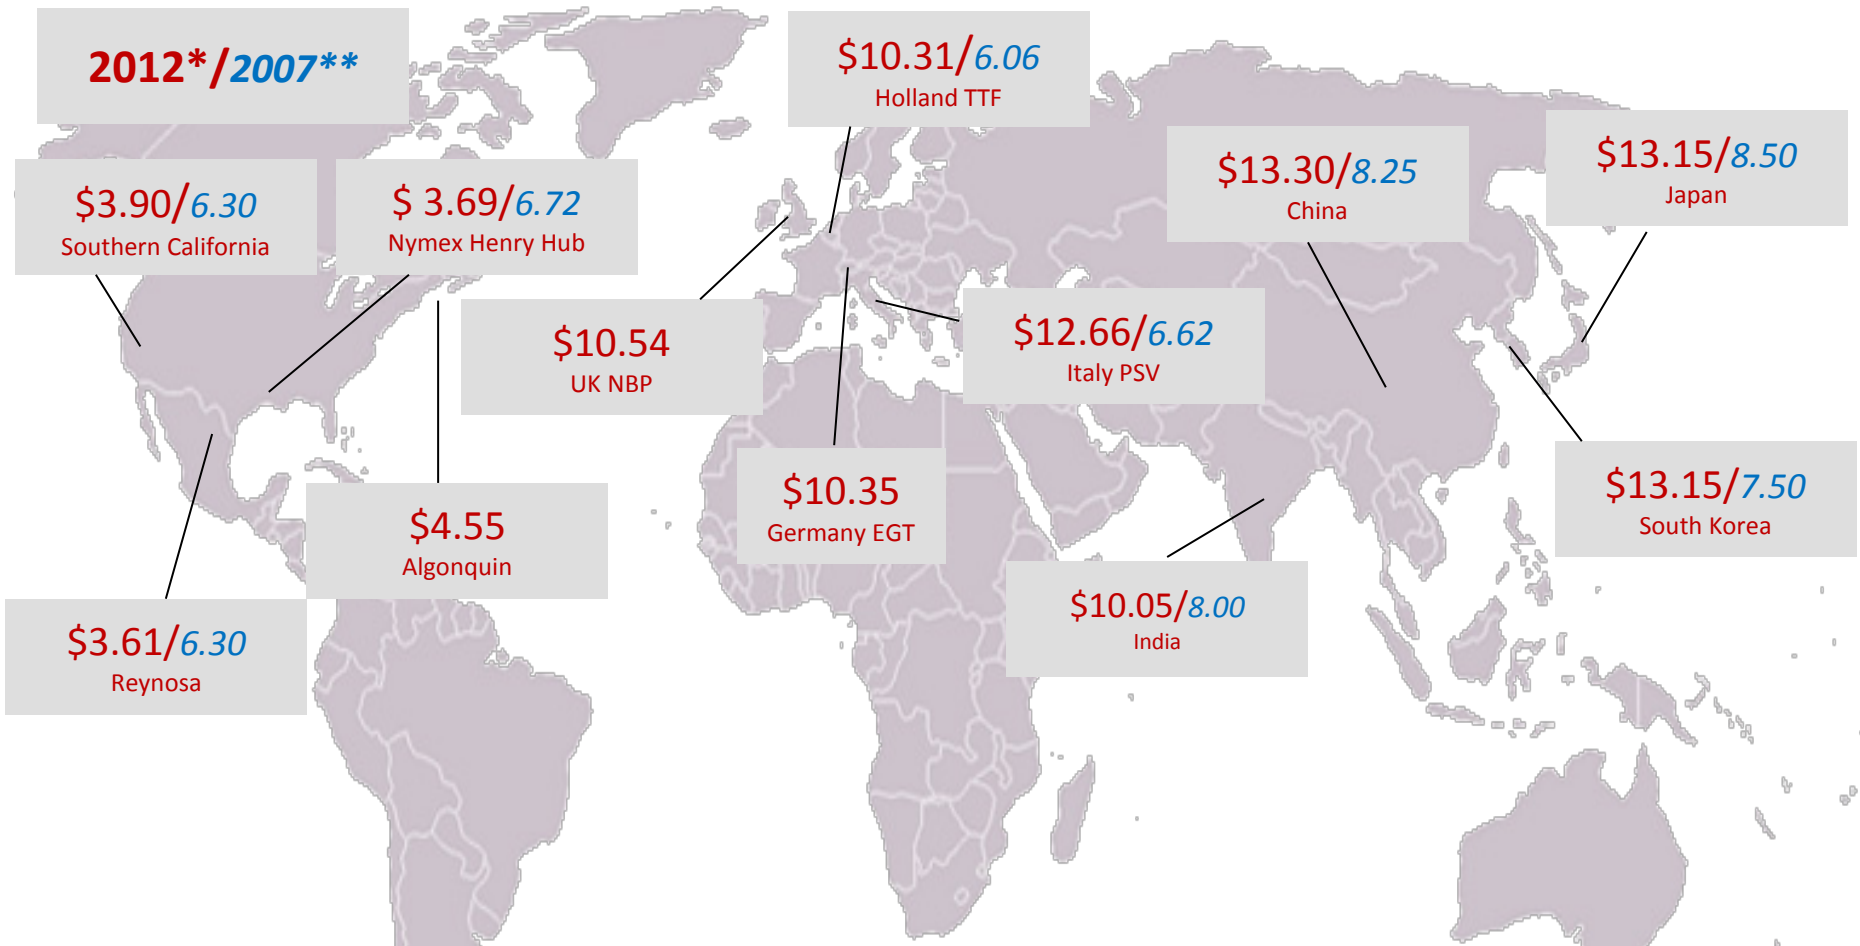 2012*/2007**
$10.31/6.06
Holland TTF
$13.30/8.25
China
$13.15/8.50
Japan
$3.90/6.30
Southern California
$ 3.69/6.72
Nymex Henry Hub
$10.54
UK NBP
$12.66/6.62
Italy PSV
$13.15/7.50
South Korea
$10.35
Germany EGT
$4.55
Algonquin
$10.05/8.00
India
$3.61/6.30
Reynosa